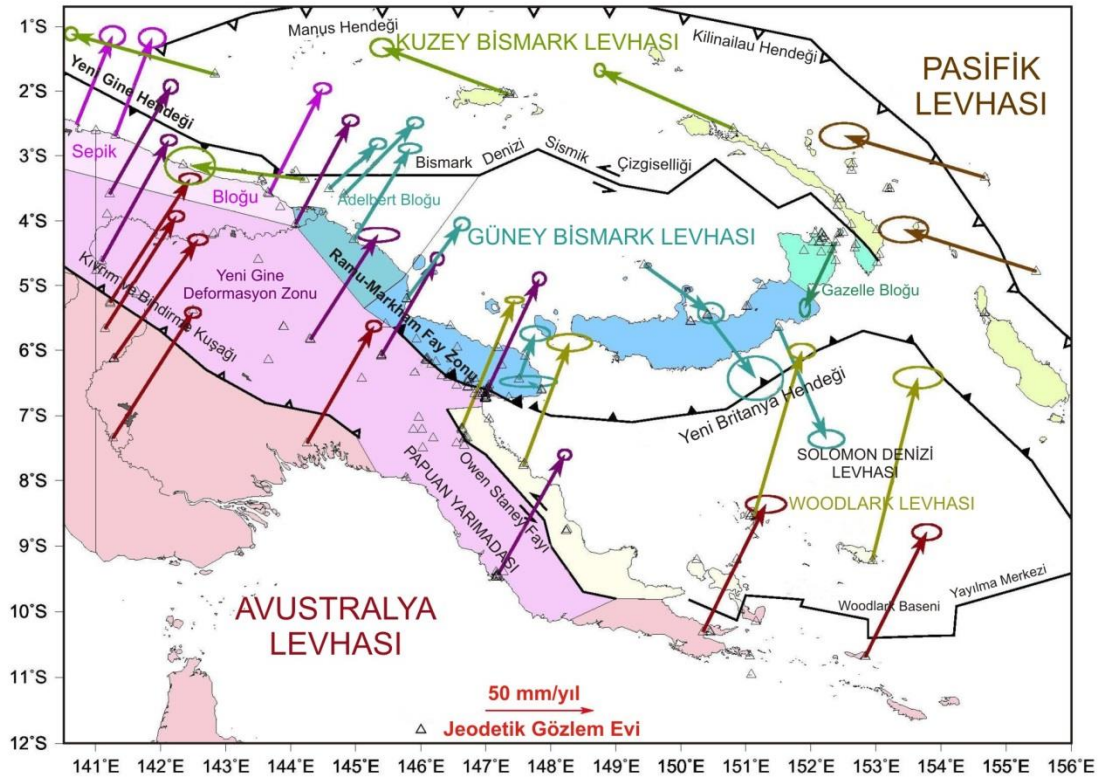 1°S
2°S
3°S
4°S
5°S
6°S
7°S
8°S
9°S
10°S
11°S
12°S
Manus Hendeği
KUZEY BİSMARK LEVHASI
Kilinailau Hendeği
PASİFİK
LEVHASI
Yeni Gine Hendeği
Sepik
Bloğu
Bismark Denizi Sismik Çizgiselliği
Adelbert Bloğu
GÜNEY BİSMARK LEVHASI
Ramu-Markham Fay Zonu
Yeni Gine
Deformasyon Zonu
Kıvrım ve Bindirme Kuşağı
Gazelle Bloğu
Yeni Britanya Hendeği
SOLOMON DENİZİ
LEVHASI
WOODLARK LEVHASI
Owen Staney Fayı
PAPUAN YARIMADASI
AVUSTRALYA
LEVHASI
Woodlark Baseni
Yayılma Merkezi
50 mm/yıl
Jeodetik Gözlem Evi
141°E 142°E 143°E 144°E 145°E 146°E 147°E 148°E 149°E 150°E 151°E 152°E 153°E 154°E 155°E 156°E